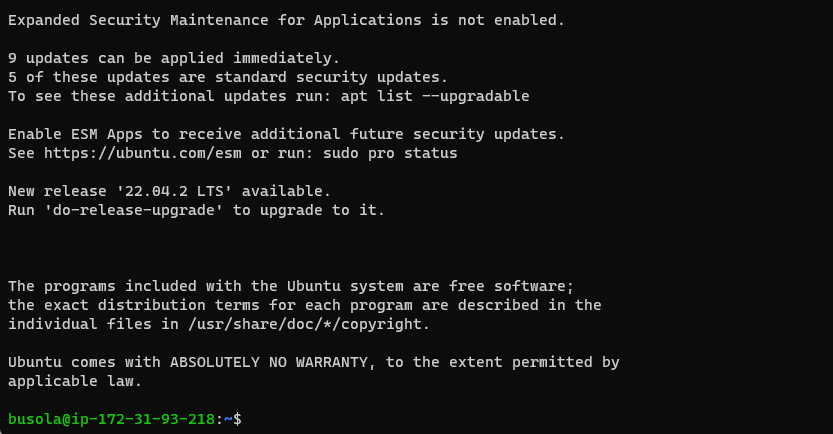 Expanded Security Maintenance for Applications is not enabled.
9 updates can be applied immediately.
5 of these updates are standard security updates.
To see these additional updates run: apt list --upgradable
Enable ESM Apps to receive additional future security updates.
See https://ubuntu.com/esm or run: sudo pro status
New release '22.04.2 LTS' available.
Run 'do-release-upgrade' to upgrade to it.
The programs included with the Ubuntu system are free software;
the exact distribution terms for each program are described in the
individual files in /usr/share/doc/*/copyright.
Ubuntu comes with ABSOLUTELY NO WARRANTY, to the extent permitted by
applicable law.
busola@ip-172-31-93-218:~$